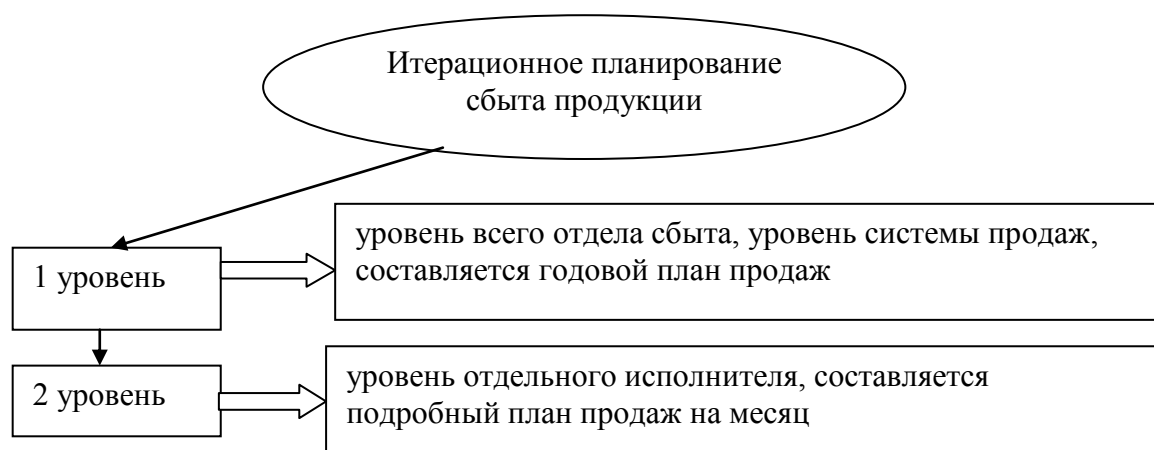 Итерационное планирование
сбыта продукции
1 уровень
уровень всего отдела сбыта, уровень системы продаж,
составляется годовой план продаж
2 уровень
уровень отдельного исполнителя, составляется
подробный план продаж на месяц